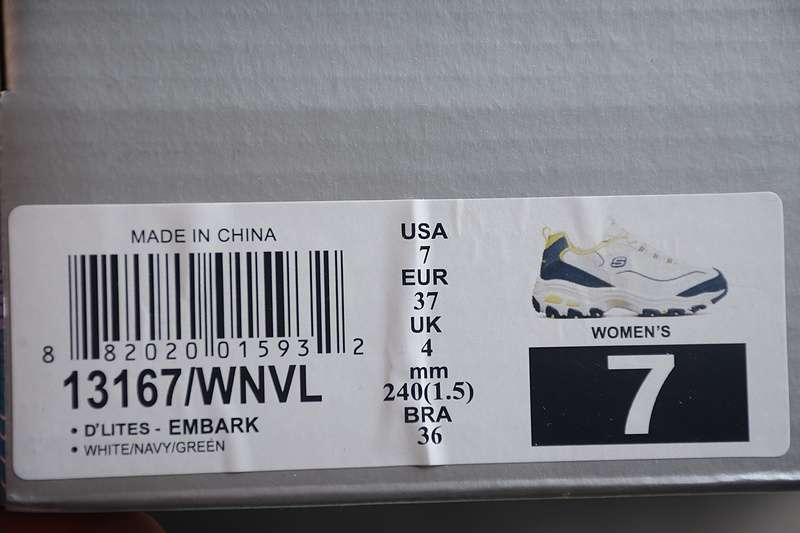 MADE IN CHINA
8 82020 01593 2
13167/WNVL
• D'LITES - EMBARK
• WHITE/NAVY/GREEN
USA
7
EUR
37
UK
4
mm
240(1.5)
BRA
36
S
WOMEN'S
7